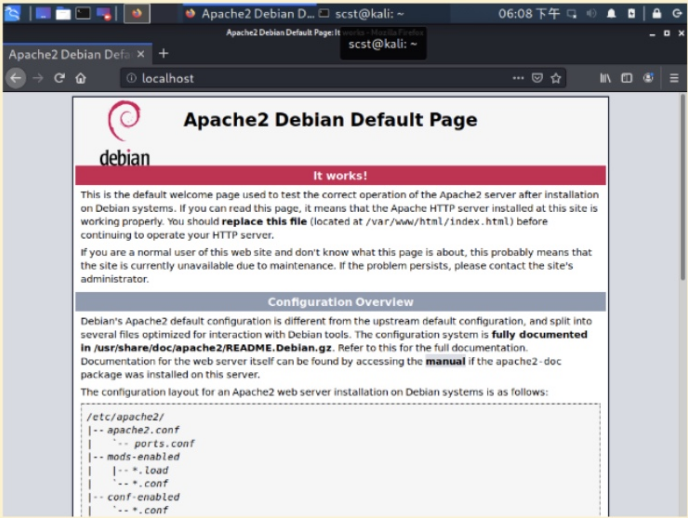 Apache2 Debian D... scst@kali: ~ 06:08 下午
Apache2 Debian Default Page: It works - Mozilla Firefox
scst@kali: ~
Apache2 Debian Defa × +
localhost
debian
Apache2 Debian Default Page
It works!
This is the default welcome page used to test the correct operation of the Apache2 server after installation
on Debian systems. If you can read this page, it means that the Apache HTTP server installed at this site is
working properly. You should replace this file (located at /var/www/html/index.html) before
continuing to operate your HTTP server.
If you are a normal user of this web site and don't know what this page is about, this probably means that
the site is currently unavailable due to maintenance. If the problem persists, please contact the site's
administrator.
Configuration Overview
Debian's Apache2 default configuration is different from the upstream default configuration, and split into
several files optimized for interaction with Debian tools. The configuration system is fully documented
in /usr/share/doc/apache2/README.Debian.gz. Refer to this for the full documentation.
Documentation for the web server itself can be found by accessing the manual if the apache2-doc
package was installed on this server.
The configuration layout for an Apache2 web server installation on Debian systems is as follows:
/etc/apache2/
|-- apache2.conf
|   `-- ports.conf
|-- mods-enabled
|   |-- *.load
|   `-- *.conf
|-- conf-enabled
|   `-- *.conf